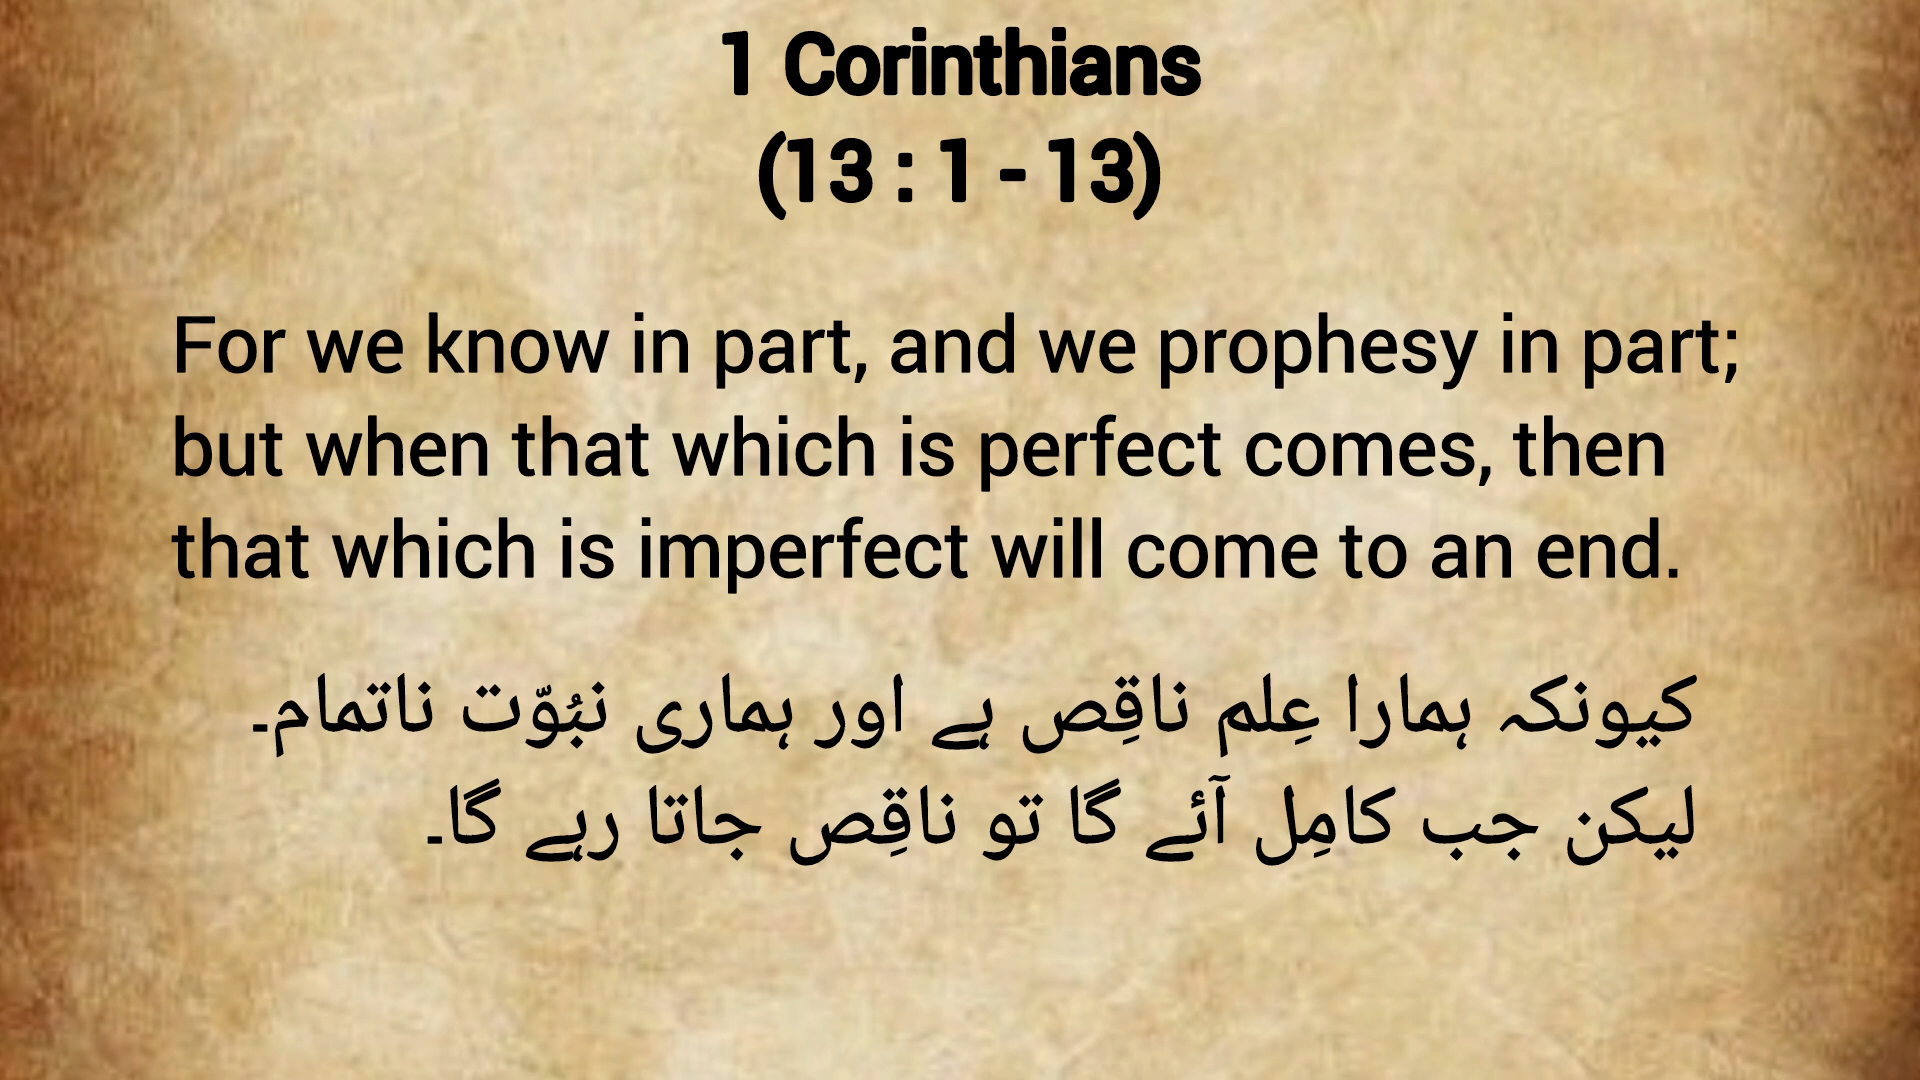 1 Corinthians
(13 : 1 - 13)
For we know in part, and we prophesy in part;
but when that which is perfect comes, then
that which is imperfect will come to an end.
کیونکہ ہمارا عِلم ناقِص ہے اور ہماری نبُوّت ناتمام۔
لیکن جب کامِل آئے گا تو ناقِص جاتا رہے گا۔